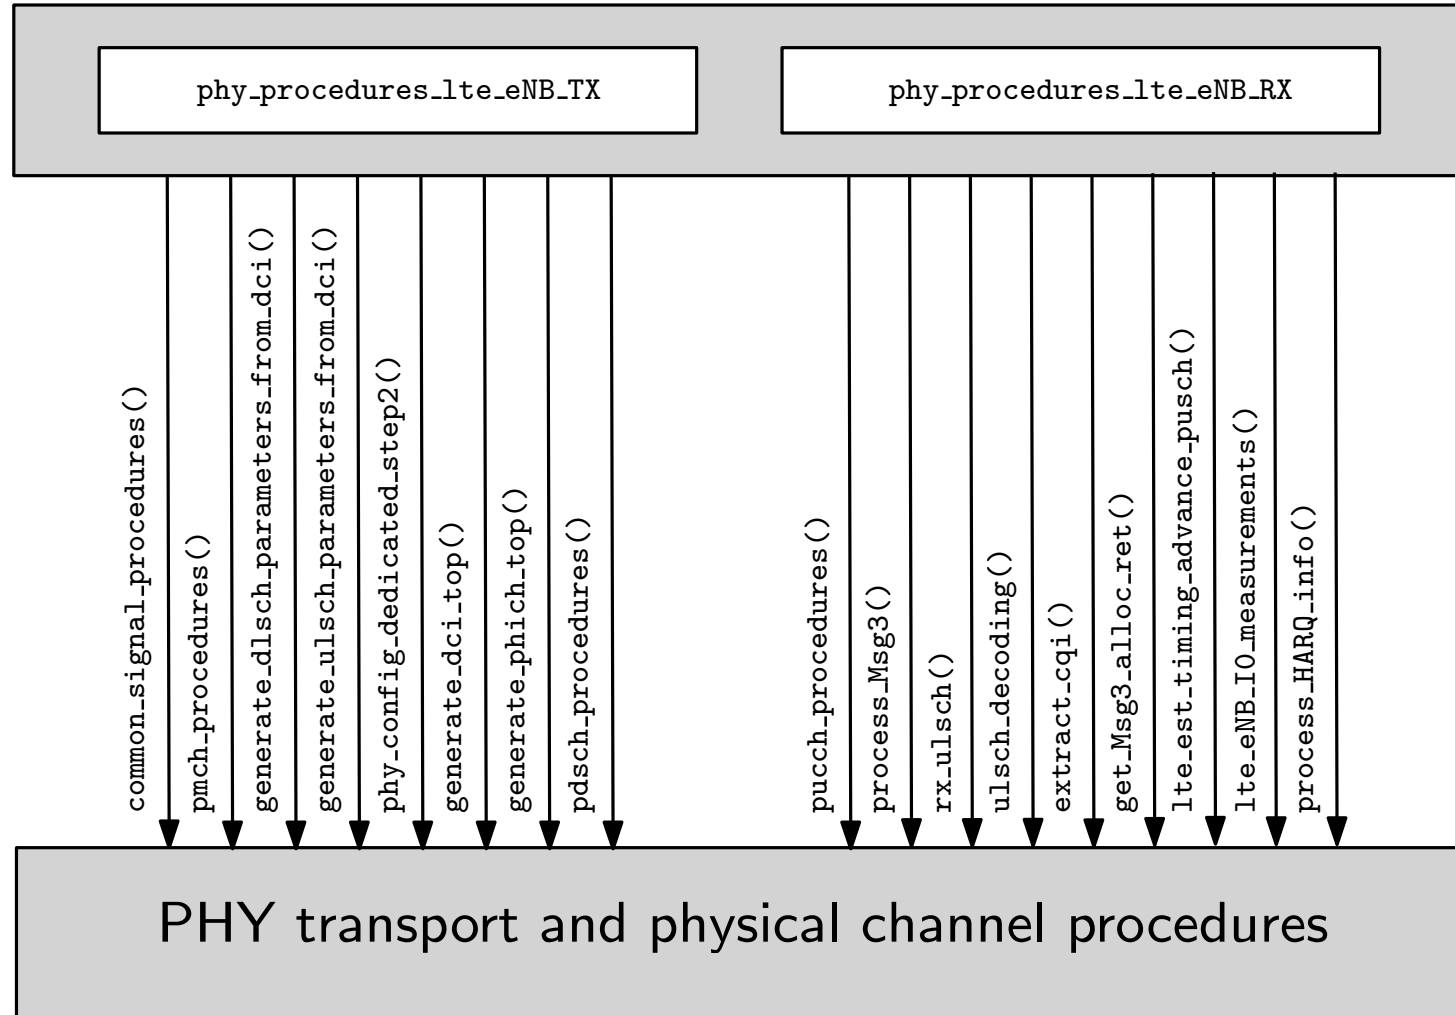 phy_procedures_lte_eNB_TX
phy_procedures_lte_eNB_RX
common_signal_procedures()
pmch_procedures()
generate_dlsch_parameters_from_dci()
generate_ulsch_parameters_from_dci()
phy_config_dedicated_step2()
generate_dci_top()
generate_phich_top()
pdsch_procedures()
pucch_procedures()
process_Msg3()
rx_ulsch()
ulsch_decoding()
extract_cqi()
get_Msg3_alloc_ret()
lte_est_timing_advance_pusch()
lte_eNB_IO_measurements()
process_HARQ_info()
PHY transport and physical channel procedures